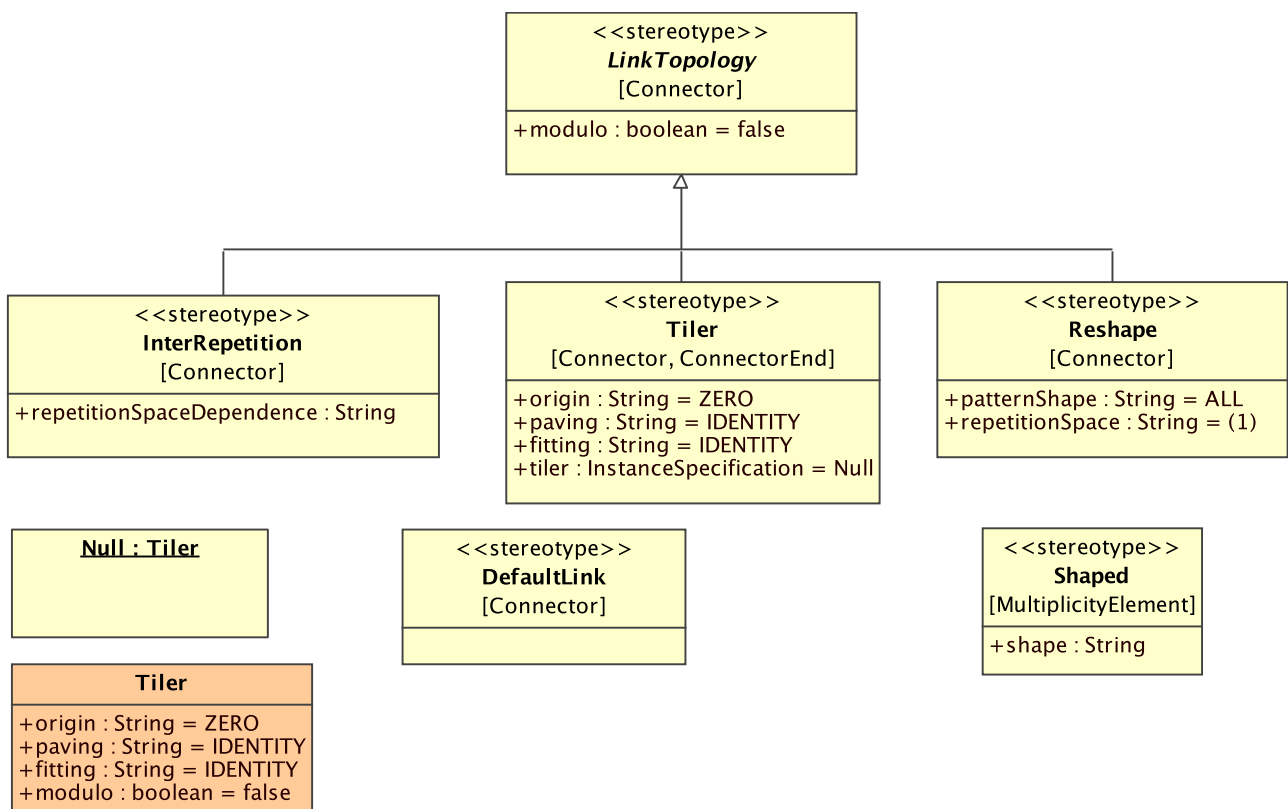 <<stereotype>>
LinkTopology
[Connector]
+modulo : boolean = false
<<stereotype>>
InterRepetition
[Connector]
+repetitionSpaceDependence : String
<<stereotype>>
Tiler
[Connector, ConnectorEnd]
+origin : String = ZERO
+paving : String = IDENTITY
+fitting : String = IDENTITY
+tiler : InstanceSpecification = Null
<<stereotype>>
Reshape
[Connector]
+patternShape : String = ALL
+repetitionSpace : String = (1)
Null : Tiler
<<stereotype>>
DefaultLink
[Connector]
<<stereotype>>
Shaped
[MultiplicityElement]
+shape : String
Tiler
+origin : String = ZERO
+paving : String = IDENTITY
+fitting : String = IDENTITY
+modulo : boolean = false